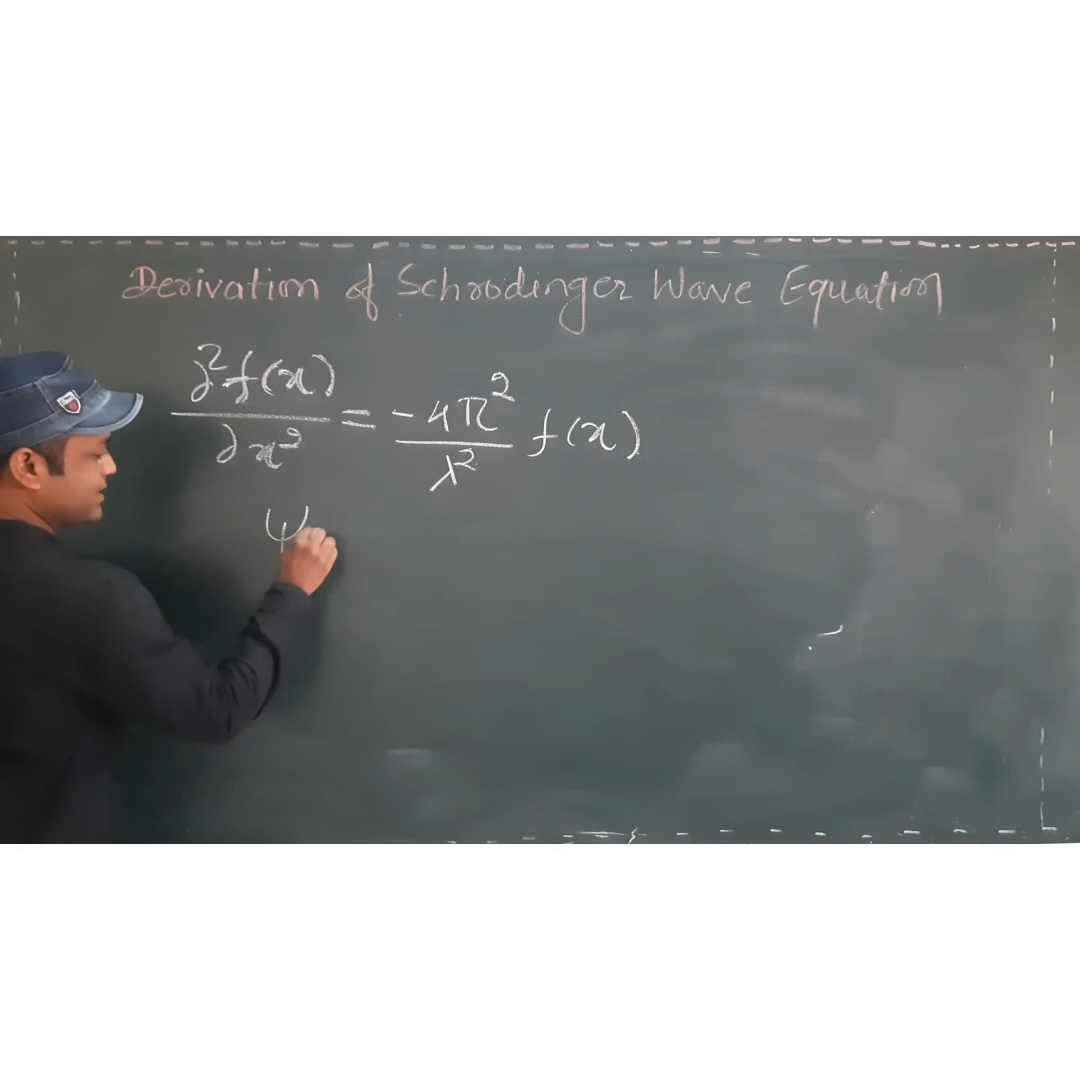 Derivation of Schrodinger Wave Equation
∂²f(x)/∂x² = -4π²/λ² f(x)
ψ